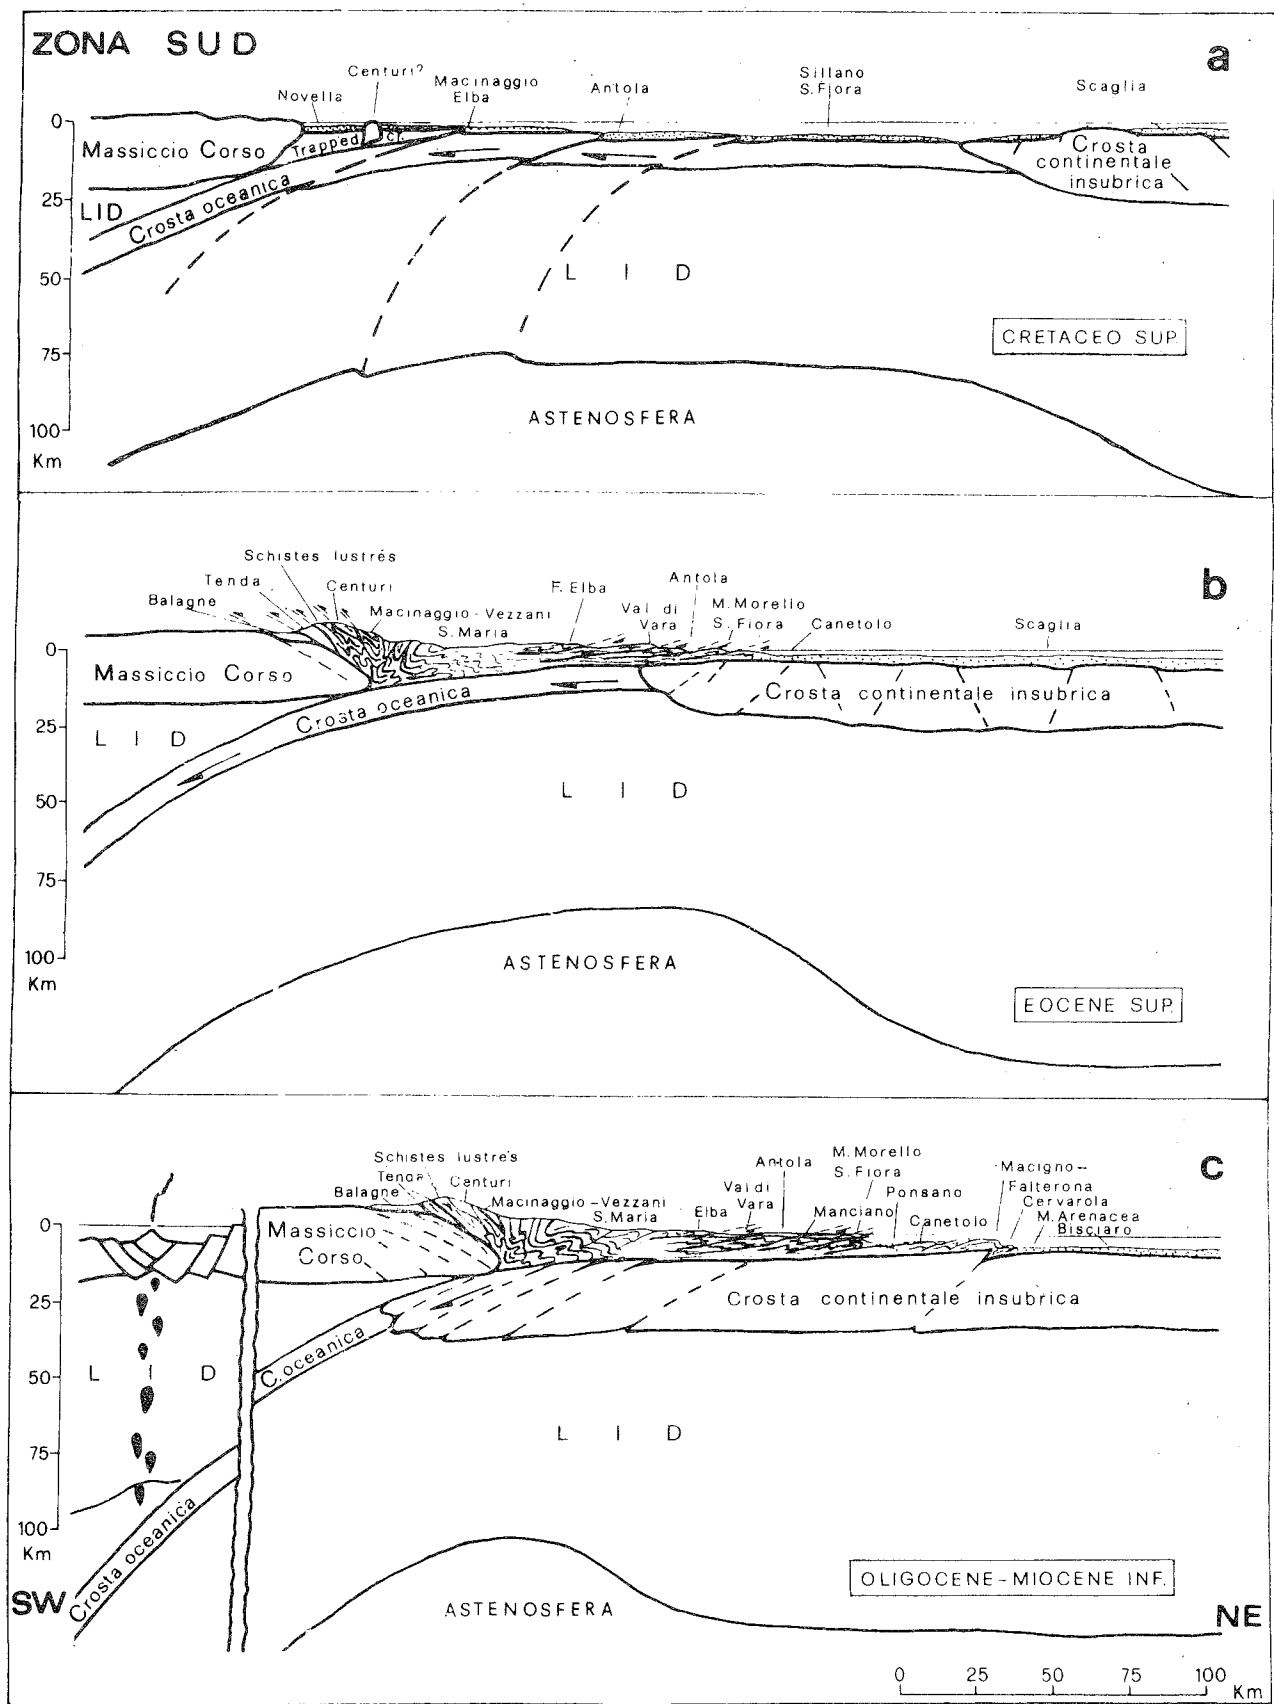 ZONA SUD
a
Centuri?
Novella
Macinaggio
Elba
Antola
Sillano
S. Fiora
Scaglia
0
Massiccio Corso
Trapped cr.
Crosta
continentale
insubrica
25
LID
Crosta oceanica
50
L I D
75
CRETACEO SUP.
100
Km
ASTENOSFERA
b
Schistes lustrés
Tenda
Centuri
Balagne
Macinaggio-Vezzani
S. Maria
F. Elba
Antola
Val di
Vara
M. Morello
S. Fiora
Canetolo
Scaglia
0
Massiccio Corso
Crosta oceanica
Crosta continentale insubrica
25
L I D
50
L I D
75
100
Km
ASTENOSFERA
EOCENE SUP.
c
Schistes lustrés
Tenda
Centuri
Balagne
Macinaggio-Vezzani
S. Maria
Elba
Val di
Vara
Antola
M. Morello
S. Fiora
Manciano
Ponsano
Canetolo
Macigno-
Falterona
Cervarola
M. Arenacea
Bisciaro
0
Massiccio
Corso
25
Crosta continentale insubrica
C. oceanica
50
L I D
L I D
75
100
Km
Crosta oceanica
OLIGOCENE-MIOCENE INF.
SW
ASTENOSFERA
NE
0 25 50 75 100
Km